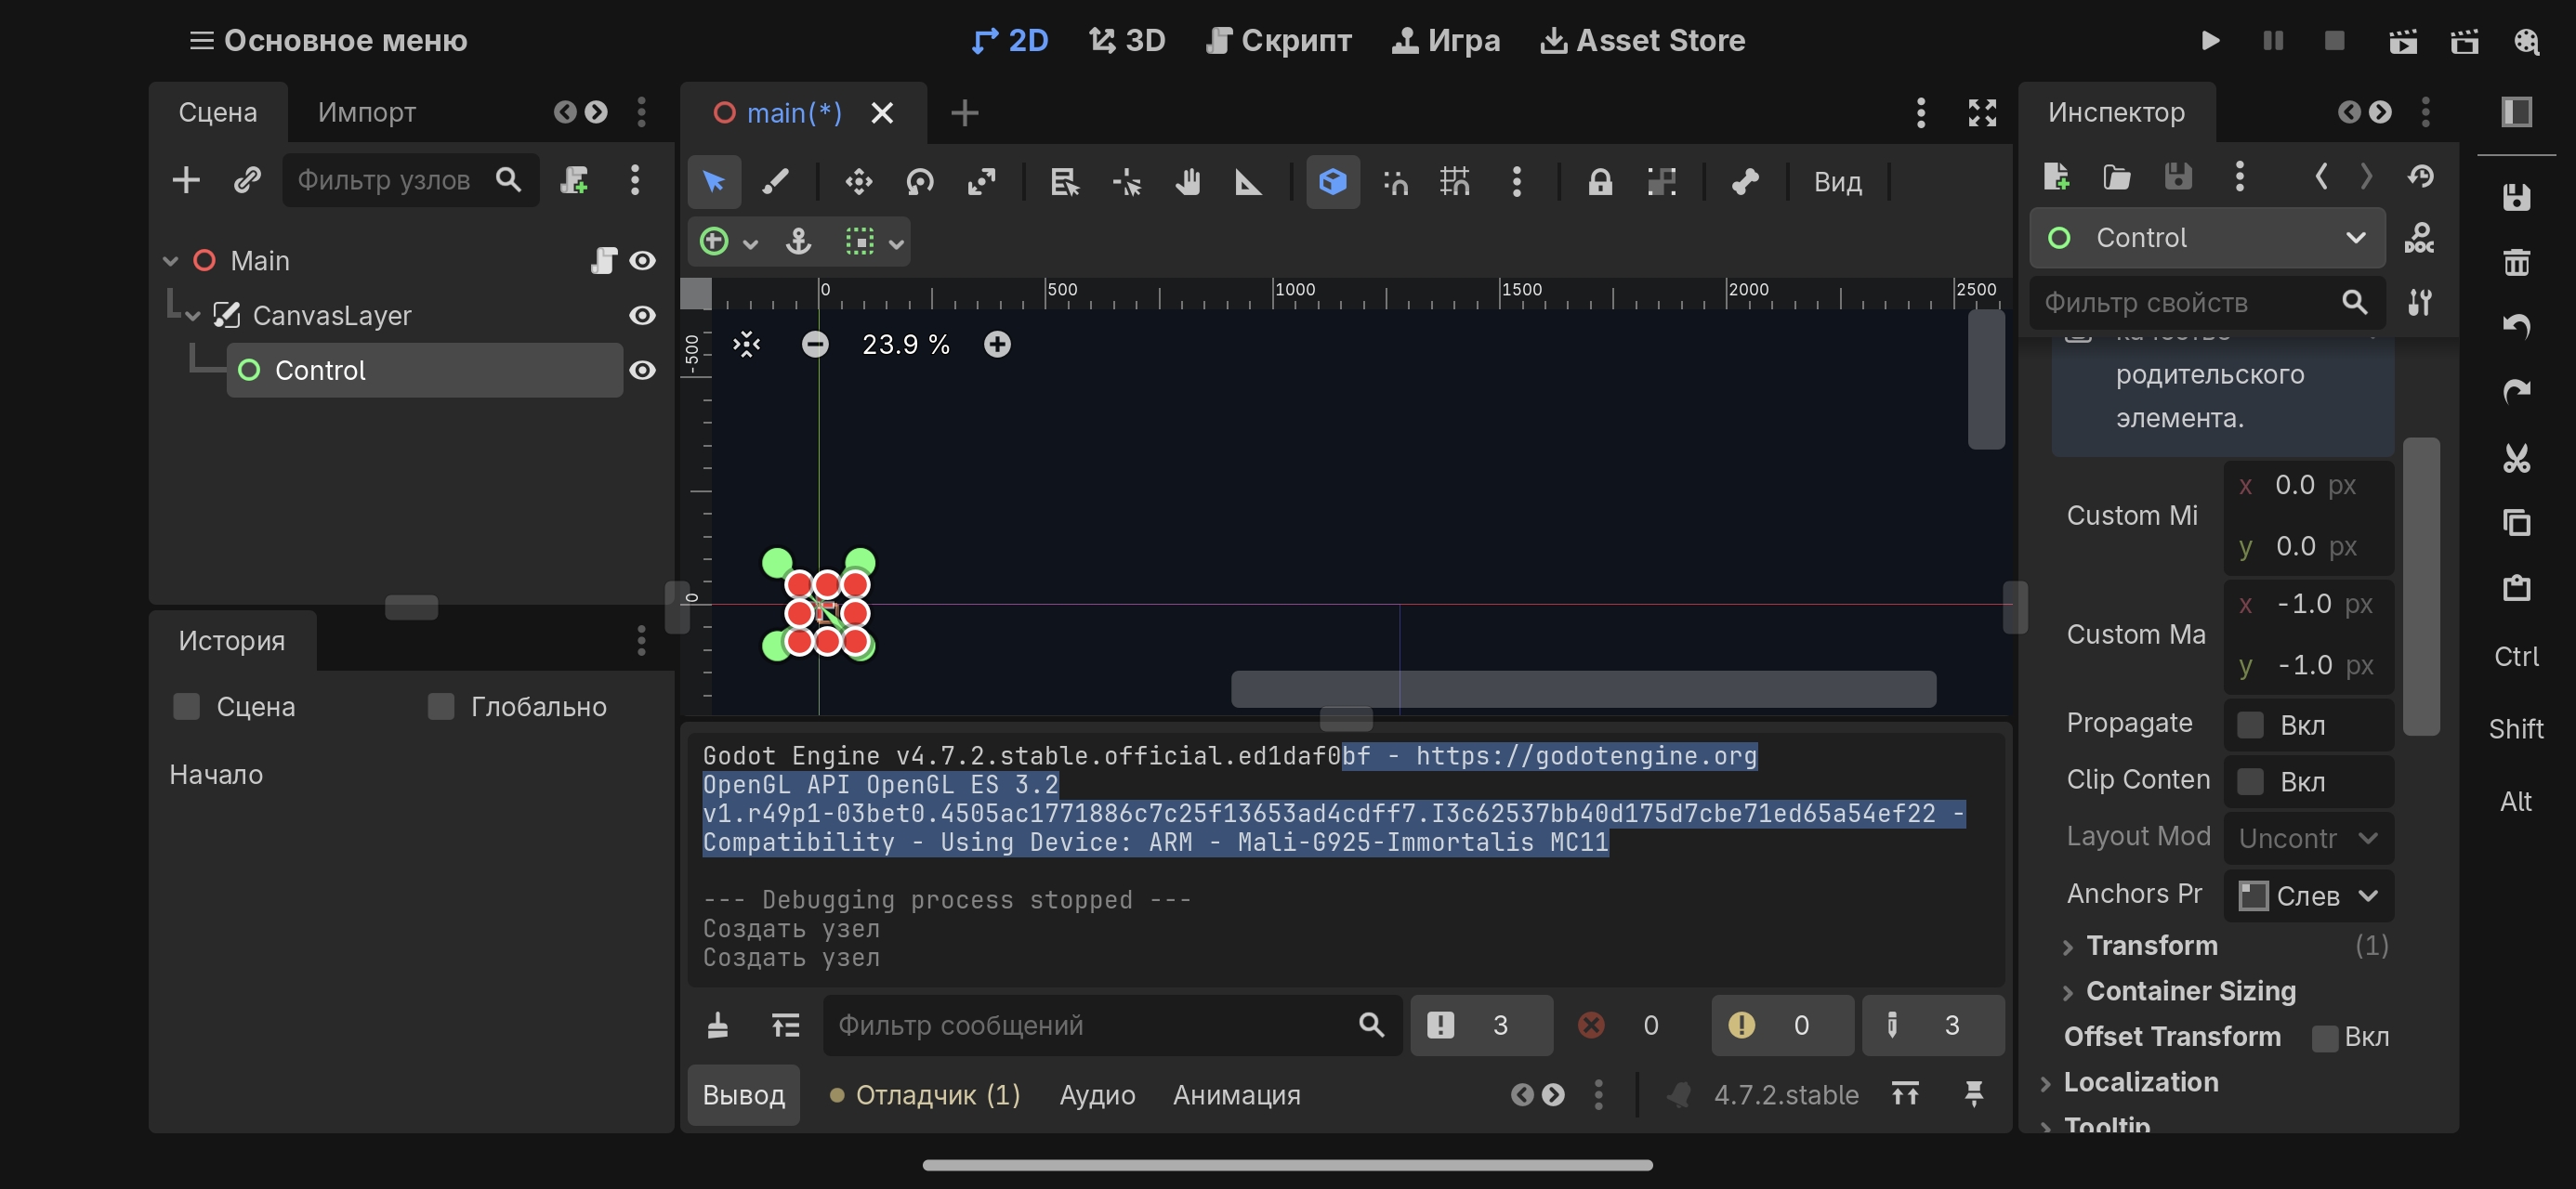 Основное меню
2D
3D
Скрипт
Игра
Asset Store
Сцена
Импорт
Фильтр узлов
Main
CanvasLayer
Control
История
Сцена
Глобально
Начало
main(*)
Вид
0
500
1000
1500
2000
2500
-500
0
23.9 %
Godot Engine v4.7.2.stable.official.ed1daf0bf - https://godotengine.org
OpenGL API OpenGL ES 3.2
v1.r49p1-03bet0.4505ac1771886c7c25f13653ad4cdff7.I3c62537bb40d175d7cbe71ed65a54ef22 -
Compatibility - Using Device: ARM - Mali-G925-Immortalis MC11
--- Debugging process stopped ---
Создать узел
Создать узел
Фильтр сообщений
3
0
0
3
Вывод
Отладчик (1)
Аудио
Анимация
4.7.2.stable
Инспектор
Control
DOC
Фильтр свойств
родительского
элемента.
Custom Mi
x 0.0 px
y 0.0 px
Custom Ma
x -1.0 px
y -1.0 px
Propagate
Вкл
Clip Conten
Вкл
Layout Mod
Uncontr
Anchors Pr
Слев
Transform (1)
Container Sizing
Offset Transform
Вкл
Localization
Tooltip
Ctrl
Shift
Alt